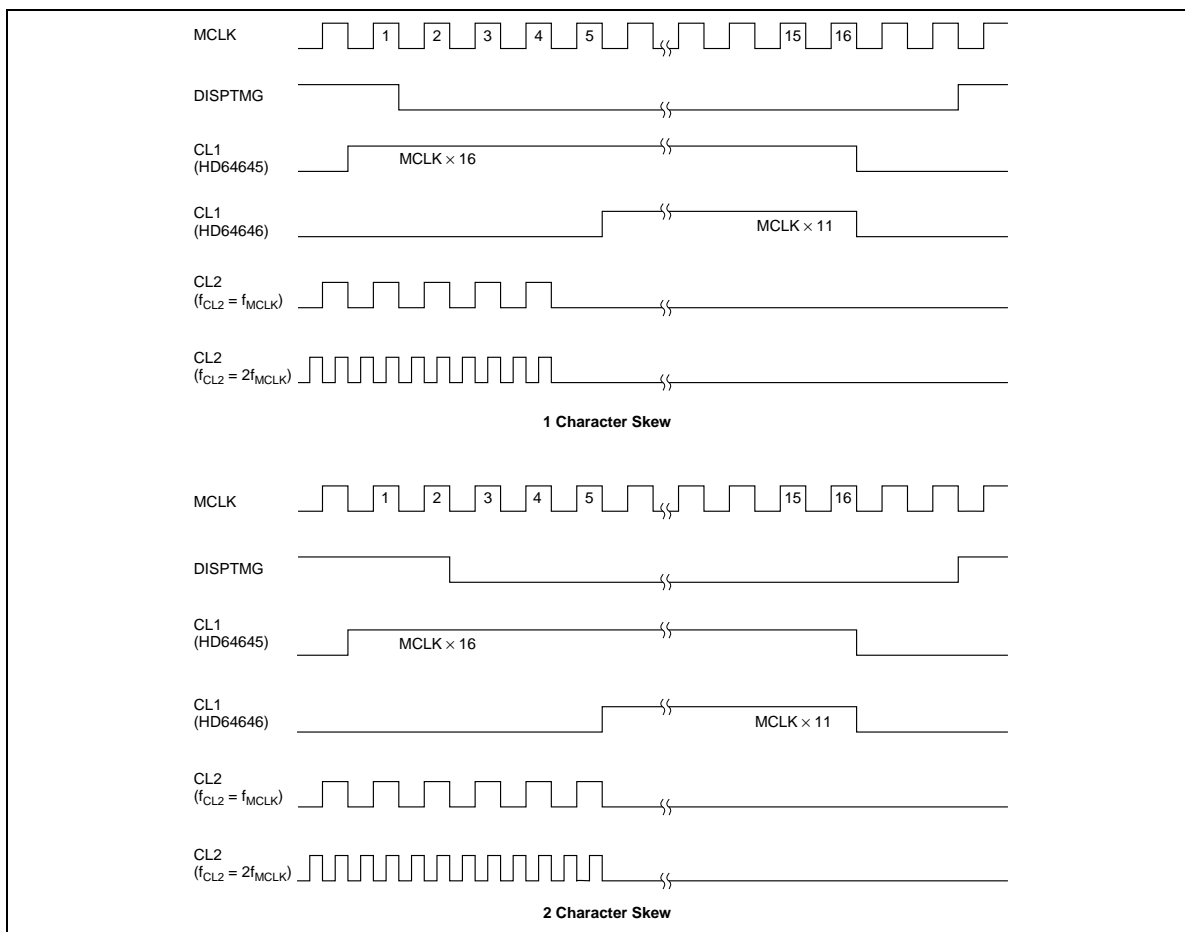 MCLK 1 2 3 4 5 15 16
DISPTMG
CL1
(HD64645)
MCLK × 16
CL1
(HD64646)
MCLK × 11
CL2
(fCL2 = fMCLK)
CL2
(fCL2 = 2fMCLK)
1 Character Skew
MCLK 1 2 3 4 5 15 16
DISPTMG
CL1
(HD64645)
MCLK × 16
CL1
(HD64646)
MCLK × 11
CL2
(fCL2 = fMCLK)
CL2
(fCL2 = 2fMCLK)
2 Character Skew